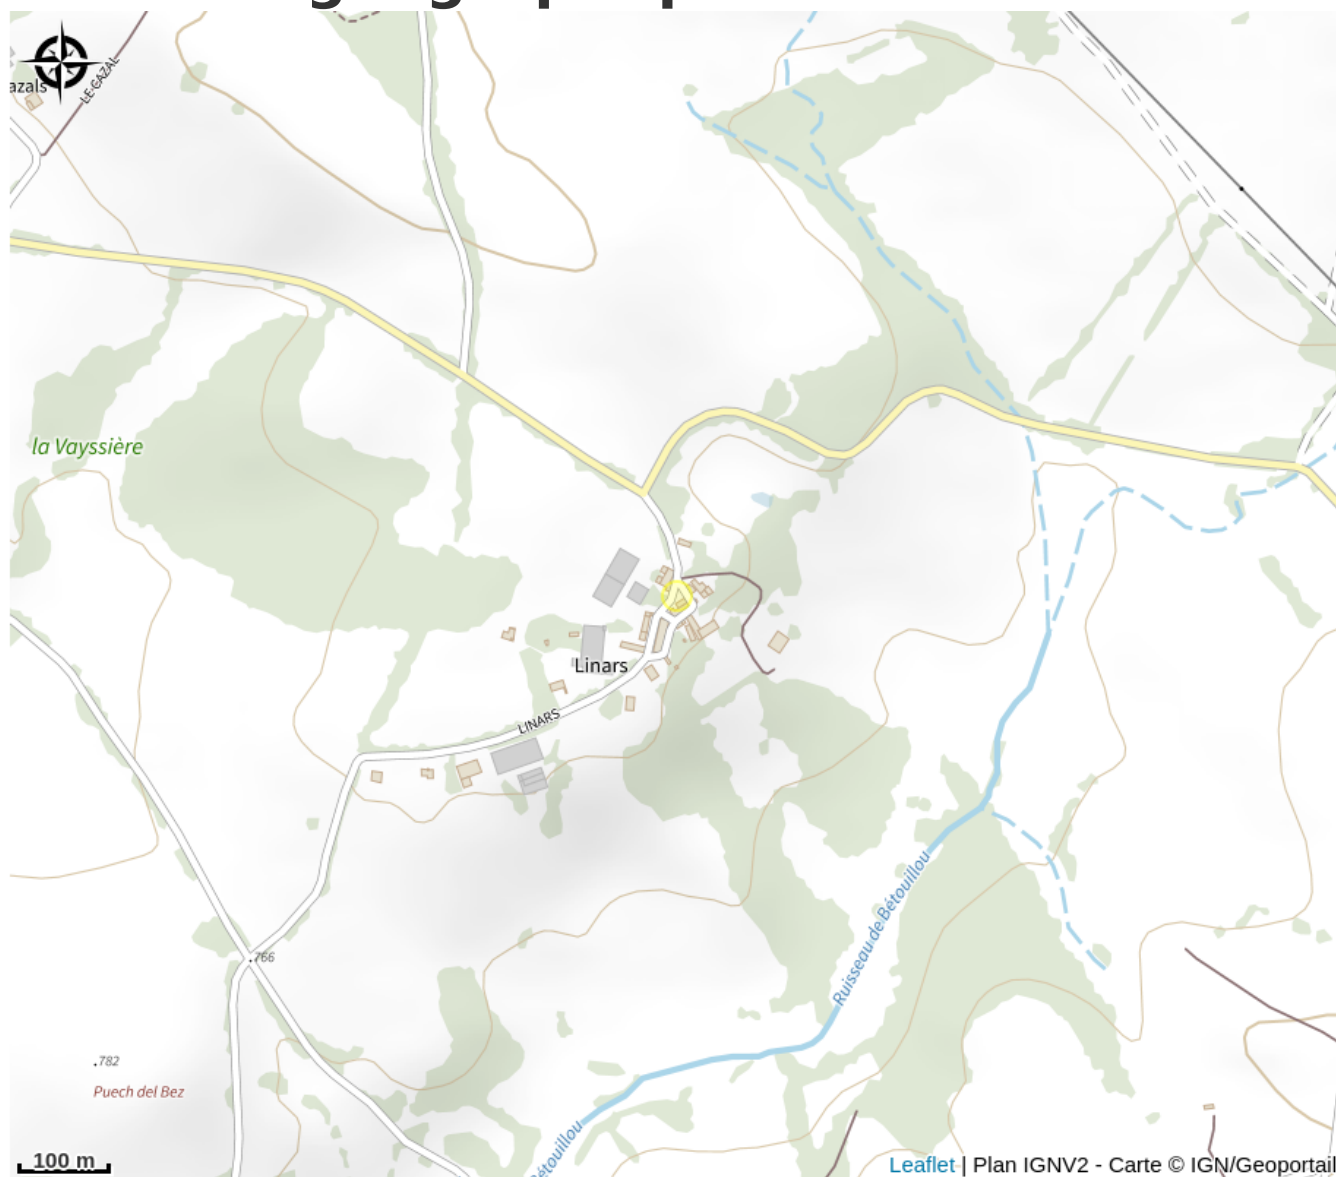 azals
LE CAZAL
la Vayssière
Linars
LINARS
766
Ruisseau de Bétouillou
782
Puech del Bez
Bétouillou
100 m
Leaflet | Plan IGNV2 - Carte © IGN/Geoportail